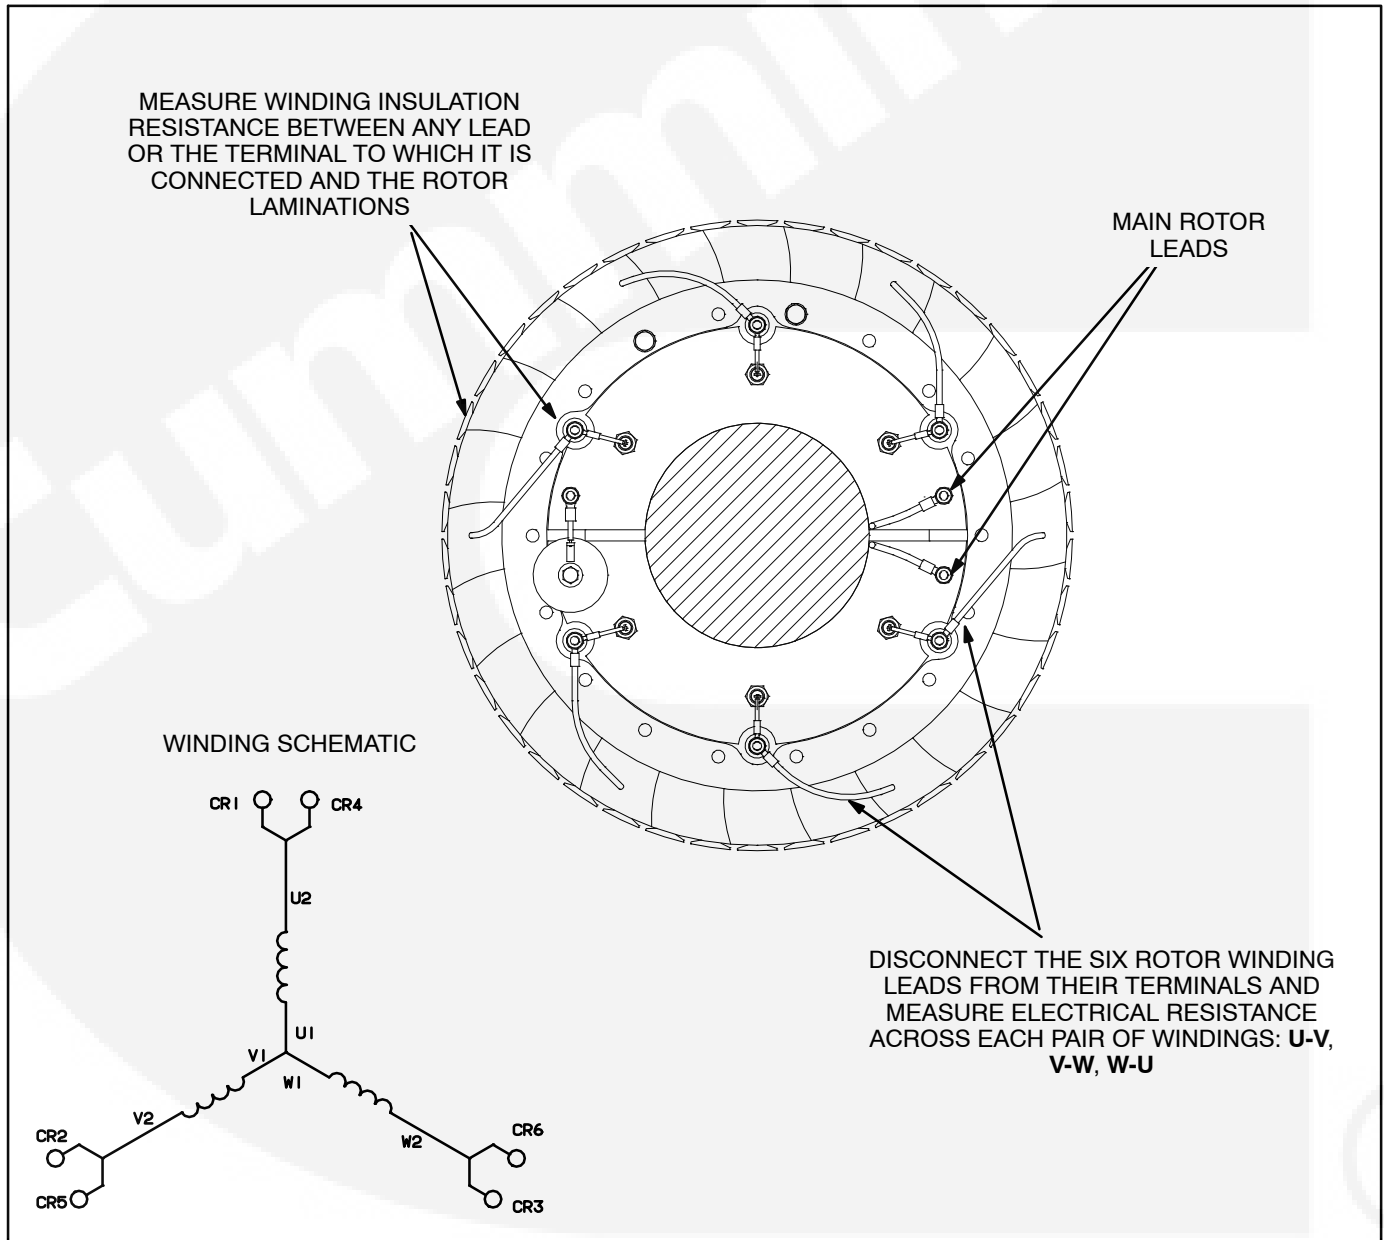 MEASURE WINDING INSULATION
RESISTANCE BETWEEN ANY LEAD
OR THE TERMINAL TO WHICH IT IS
CONNECTED AND THE ROTOR
LAMINATIONS
MAIN ROTOR
LEADS
WINDING SCHEMATIC
CR1
CR4
U2
U1
V1
W1
V2
W2
CR2
CR5
CR6
CR3
DISCONNECT THE SIX ROTOR WINDING
LEADS FROM THEIR TERMINALS AND
MEASURE ELECTRICAL RESISTANCE
ACROSS EACH PAIR OF WINDINGS: U-V,
V-W, W-U